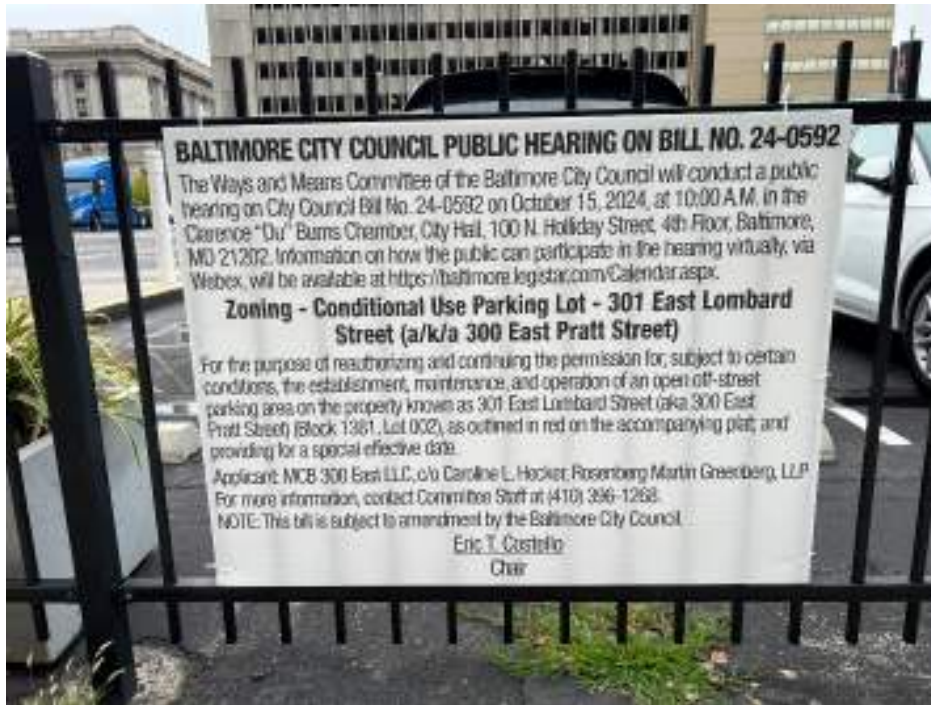 BALTIMORE CITY COUNCIL PUBLIC HEARING ON BILL NO. 24-0592
The Ways and Means Committee of the Baltimore City Council will conduct a public
hearing on City Council Bill No. 24-0592 on October 15, 2024, at 10:00 A.M. in the
Clarence "Du" Burns Chamber, City Hall, 100 N. Holliday Street, 4th Floor, Baltimore,
MD 21202. Information on how the public can participate in the hearing virtually, via
Webex, will be available at https://baltimore.legistar.com/Calendar.aspx.
Zoning - Conditional Use Parking Lot - 301 East Lombard
Street (a/k/a 300 East Pratt Street)
For the purpose of reauthorizing and continuing the permission for, subject to certain
conditions, the establishment, maintenance, and operation of an open off-street
parking area on the property known as 301 East Lombard Street (aka 300 East
Pratt Street) (Block 1381, Lot 002), as outlined in red on the accompanying plat; and
providing for a special effective date.
Applicant: MCB 300 East LLC, c/o Caroline L. Hecker, Rosenberg Martin Greenberg, LLP
For more information, contact Committee Staff at (410) 396-1268.
NOTE: This bill is subject to amendment by the Baltimore City Council.
Eric T. Costello
Chair